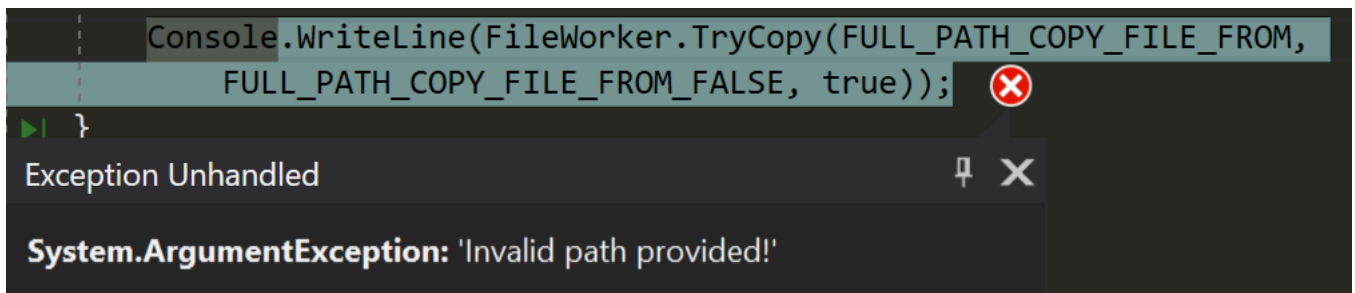 Console.WriteLine(FileWorker.TryCopy(FULL_PATH_COPY_FILE_FROM,
FULL_PATH_COPY_FILE_FROM_FALSE, true));
}
Exception Unhandled
System.ArgumentException: 'Invalid path provided!'